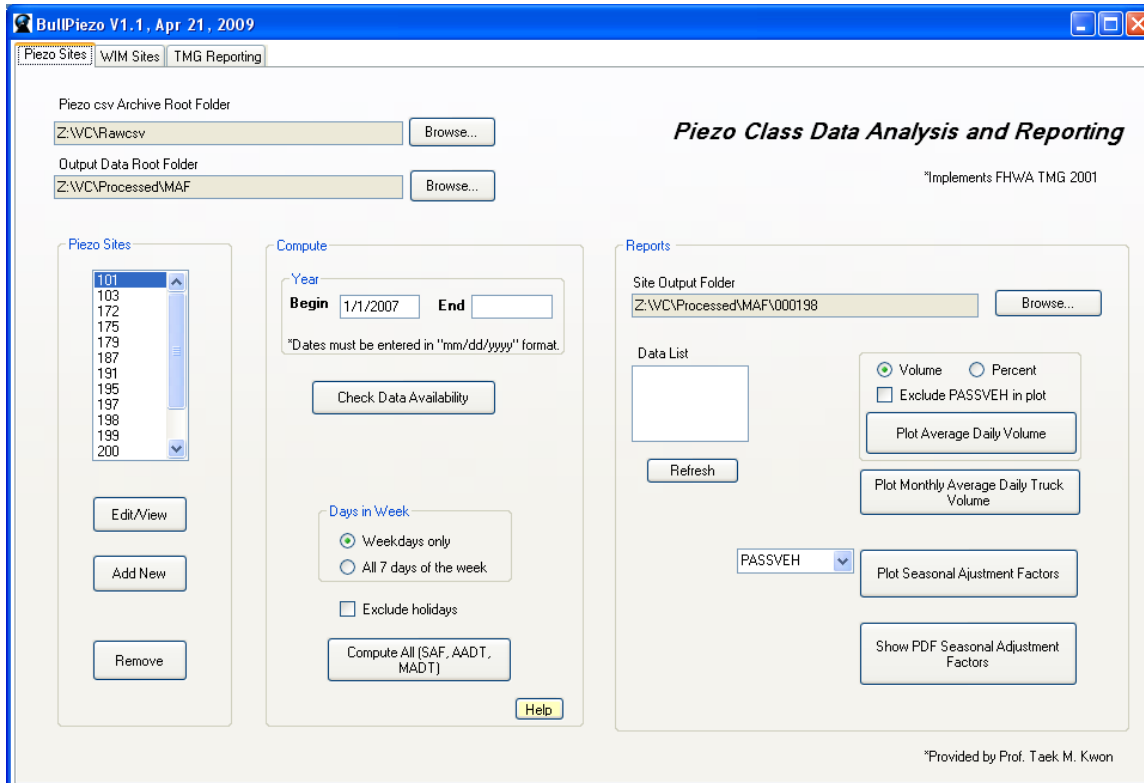 BullPiezo V1.1, Apr 21, 2009
Piezo Sites WIM Sites TMG Reporting
Piezo csv Archive Root Folder
Z:\VC\Rawcsv Browse...
Output Data Root Folder
Z:\VC\Processed\MAF Browse...
Piezo Class Data Analysis and Reporting
*Implements FHWA TMG 2001
Piezo Sites
101
103
172
175
179
187
191
195
197
198
199
200
Edit/View
Add New
Remove
Compute
Year
Begin 1/1/2007 End
*Dates must be entered in "mm/dd/yyyy" format.
Check Data Availability
Days in Week
Weekdays only
All 7 days of the week
Exclude holidays
Compute All (SAF, AADT,
MADT)
Help
Reports
Site Output Folder
Z:\VC\Processed\MAF\000198 Browse...
Data List
Refresh
Volume Percent
Exclude PASSVEH in plot
Plot Average Daily Volume
Plot Monthly Average Daily Truck
Volume
PASSVEH
Plot Seasonal Ajustment Factors
Show PDF Seasonal Adjustment
Factors
*Provided by Prof. Taek M. Kwon